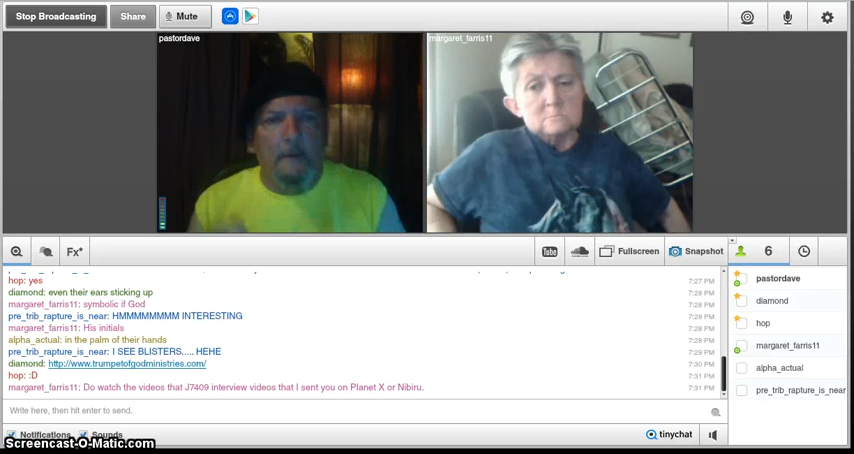 Stop Broadcasting
Share
Mute
pastordave
margaret_farris11
Fx+
You Tube
Fullscreen
Snapshot
6
hop: yes 7:27 PM
diamond: even their ears sticking up 7:28 PM
margaret_farris11: symbolic if God 7:28 PM
pre_trib_rapture_is_near: HMMMMMMMM INTERESTING 7:28 PM
margaret_farris11: His initials 7:28 PM
alpha_actual: in the palm of their hands 7:28 PM
pre_trib_rapture_is_near: I SEE BLISTERS..... HEHE 7:29 PM
diamond: http://www.trumpetofgodministries.com/ 7:30 PM
hop: :D 7:31 PM
margaret_farris11: Do watch the videos that J7409 interview videos that I sent you on Planet X or Nibiru. 7:31 PM
Write here, then hit enter to send.
Notifications
Sounds
tinychat
pastordave
diamond
hop
margaret_farris11
alpha_actual
pre_trib_rapture_is_near
Screencast-O-Matic.com